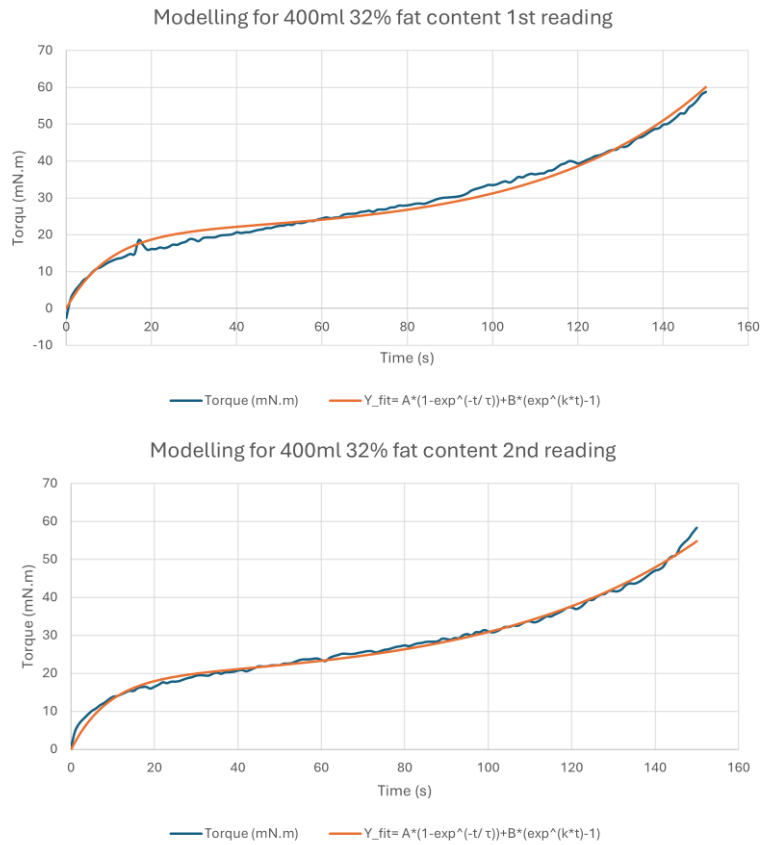 Modelling for 400ml 32% fat content 1st reading
70
60
50
40
30
20
10
0
-10
Torqu (mN.m)
0 20 40 60 80 100 120 140 160
Time (s)
Torque (mN.m) Y_fit= A*(1-exp^(-t/ τ))+B*(exp^(k*t)-1)
Modelling for 400ml 32% fat content 2nd reading
70
60
50
40
30
20
10
0
Torque (mN.m)
0 20 40 60 80 100 120 140 160
Time (s)
Torque (mN.m) Y_fit= A*(1-exp^(-t/ τ))+B*(exp^(k*t)-1)